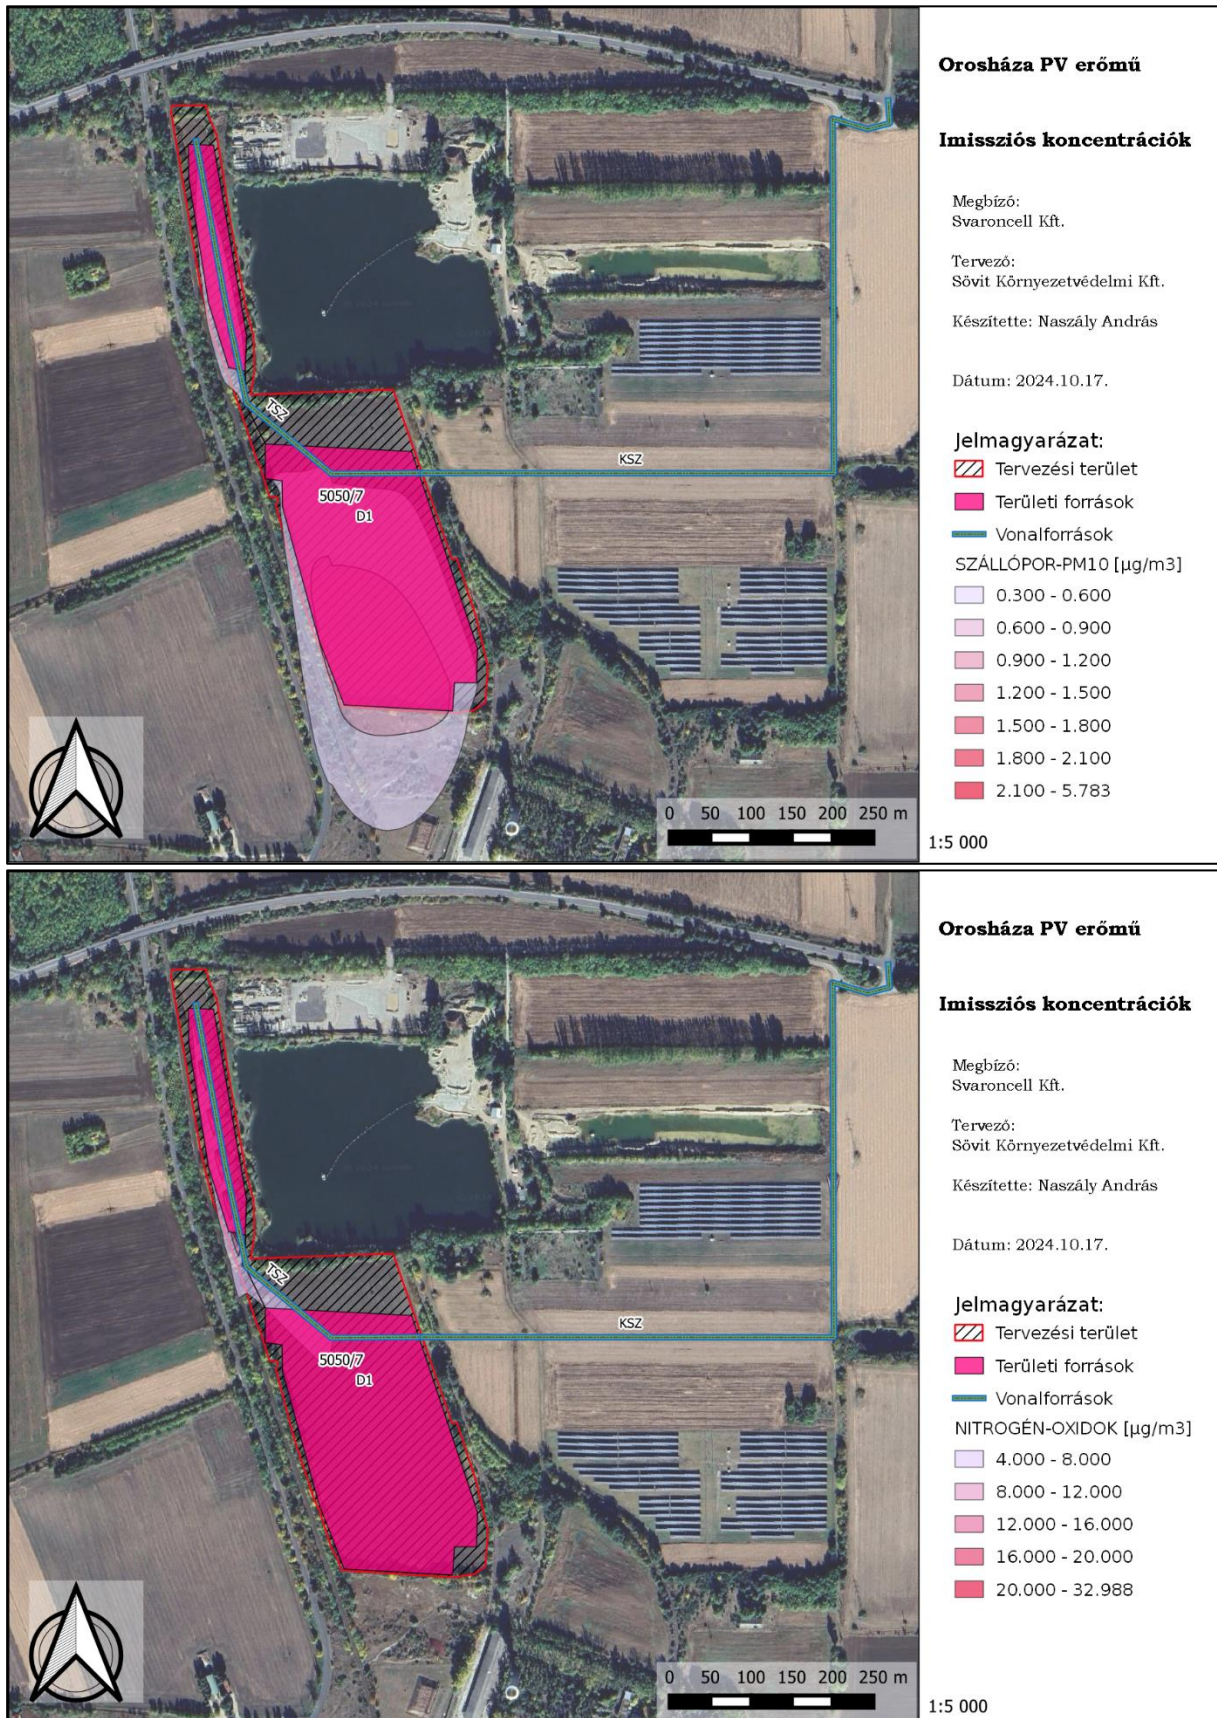 Orosháza PV erőmű
Imissziós koncentrációk
Megbízó:
Svaroncell Kft.
Tervező:
Sövit Környezetvédelmi Kft.
Készítette: Naszály András
Dátum: 2024.10.17.
Jelmagyarázat:
Tervezési terület
Területi források
Vonalforrások
SZÁLLÓPOR-PM10 [µg/m3]
0.300 - 0.600
0.600 - 0.900
0.900 - 1.200
1.200 - 1.500
1.500 - 1.800
1.800 - 2.100
2.100 - 5.783
TSZ
KSZ
5050/7
D1
0 50 100 150 200 250 m
1:5 000
Orosháza PV erőmű
Imissziós koncentrációk
Megbízó:
Svaroncell Kft.
Tervező:
Sövit Környezetvédelmi Kft.
Készítette: Naszály András
Dátum: 2024.10.17.
Jelmagyarázat:
Tervezési terület
Területi források
Vonalforrások
NITROGÉN-OXIDOK [µg/m3]
4.000 - 8.000
8.000 - 12.000
12.000 - 16.000
16.000 - 20.000
20.000 - 32.988
TSZ
KSZ
5050/7
D1
0 50 100 150 200 250 m
1:5 000